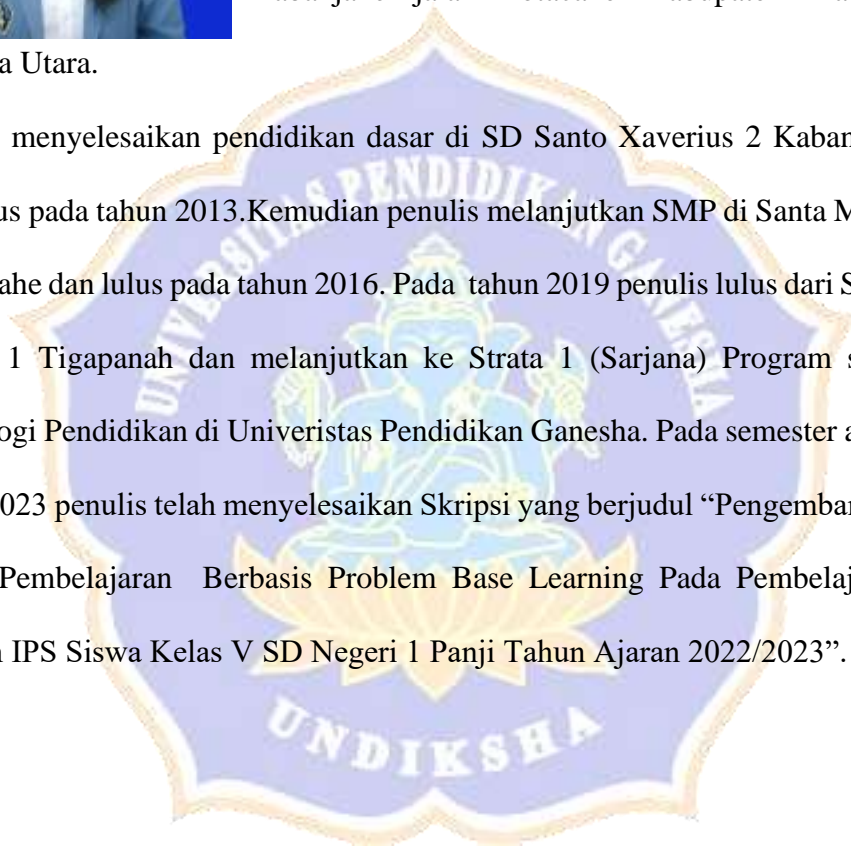 a Utara.
menyelesaikan pendidikan dasar di SD Santo Xaverius 2 Kaban
us pada tahun 2013.Kemudian penulis melanjutkan SMP di Santa M
ahe dan lulus pada tahun 2016. Pada tahun 2019 penulis lulus dari S
1 Tigapanah dan melanjutkan ke Strata 1 (Sarjana) Program s
ogi Pendidikan di Univeristas Pendidikan Ganesha. Pada semester a
023 penulis telah menyelesaikan Skripsi yang berjudul “Pengembar
Pembelajaran Berbasis Problem Base Learning Pada Pembelaj
IPS Siswa Kelas V SD Negeri 1 Panji Tahun Ajaran 2022/2023”.
UNIVERSITAS PENDIDIKAN GANESHA
UNDIKSHA